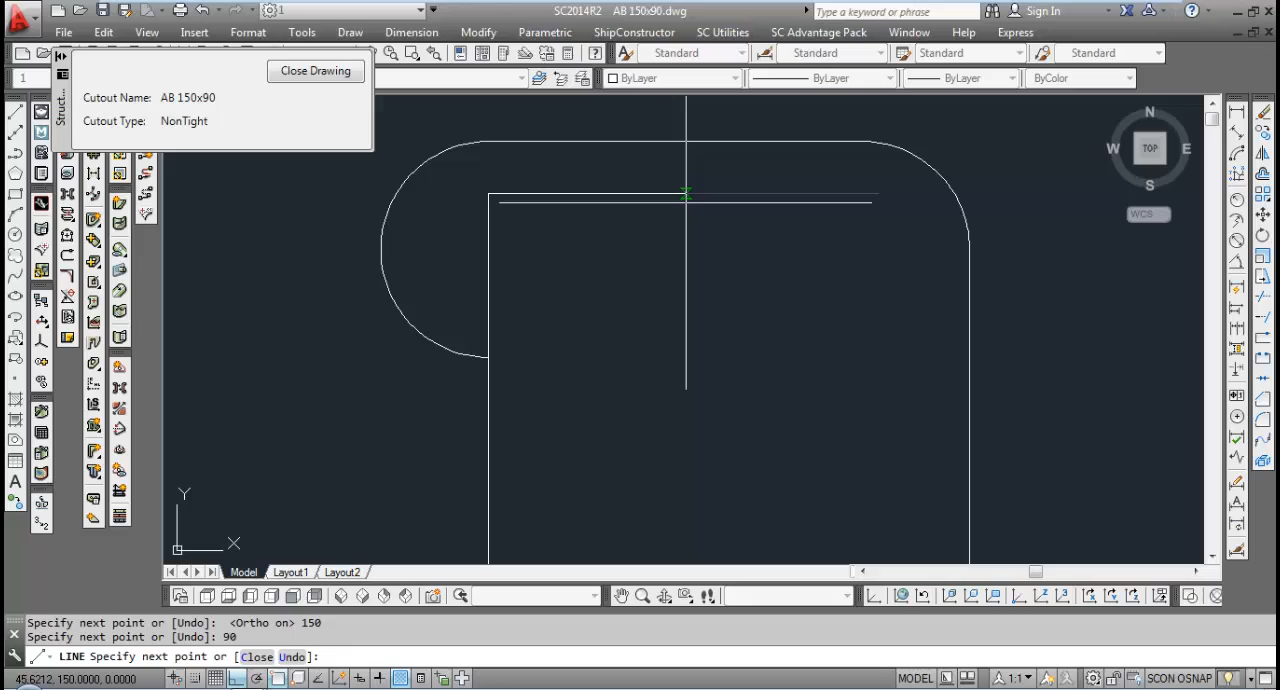 1
SC2014R2 AB 150x90.dwg
Type a keyword or phrase
Sign In
File Edit View Insert Format Tools Draw Dimension Modify Parametric ShipConstructor SC Utilities SC Advantage Pack Window Help Express
Standard Standard Standard Standard
1
ByLayer ByLayer ByLayer ByColor
Struct...
Close Drawing
Cutout Name: AB 150x90
Cutout Type: NonTight
N
W TOP E
S
WCS
Y
X
Model Layout1 Layout2
Specify next point or [Undo]: <Ortho on> 150
Specify next point or [Undo]: 90
LINE Specify next point or [Close Undo]:
45.6212, 150.0000, 0.0000
MODEL
1:1
SCON OSNAP